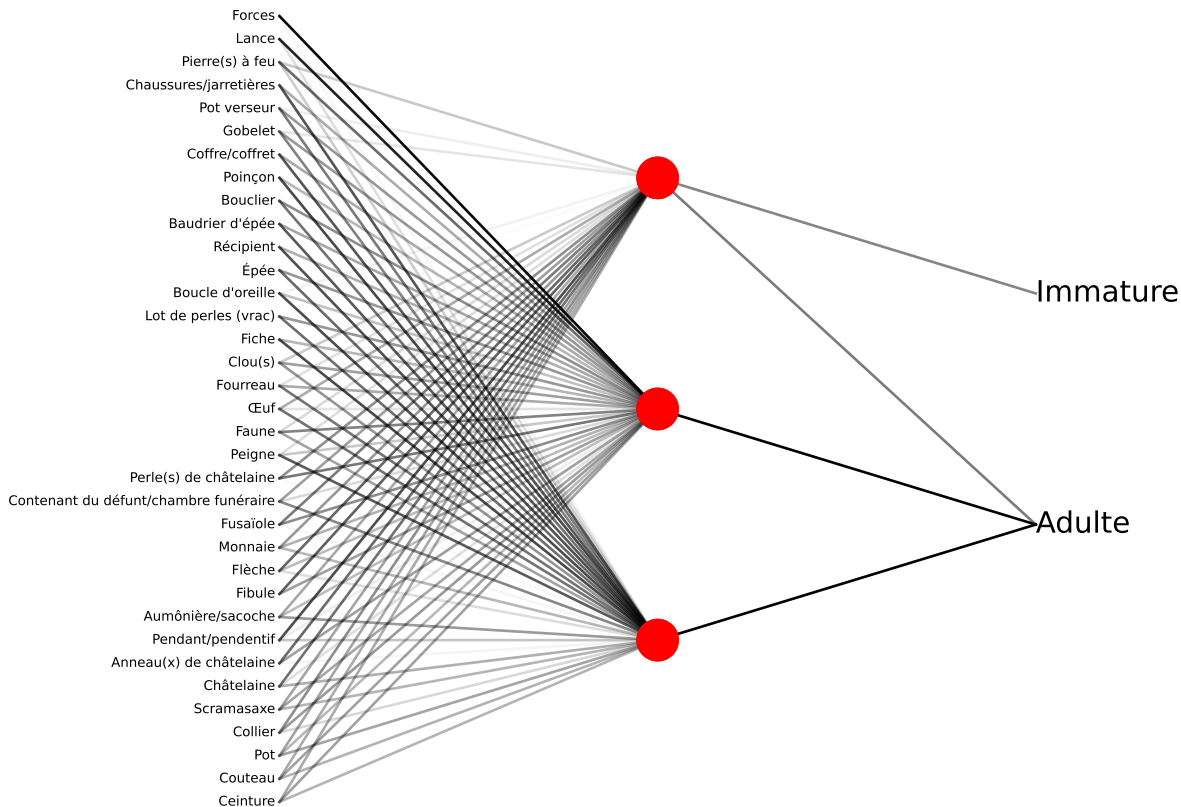 Forces
Lance
Pierre(s) à feu
Chaussures/jarretières
Pot verseur
Gobelet
Coffre/coffret
Poinçon
Bouclier
Baudrier d'épée
Récipient
Épée
Boucle d'oreille
Lot de perles (vrac)
Fiche
Clou(s)
Fourreau
Œuf
Faune
Peigne
Perle(s) de châtelaine
Contenant du défunt/chambre funéraire
Fusaïole
Monnaie
Flèche
Fibule
Aumônière/sacoche
Pendant/pendentif
Anneau(x) de châtelaine
Châtelaine
Scramasaxe
Collier
Pot
Couteau
Ceinture
Immature
Adulte